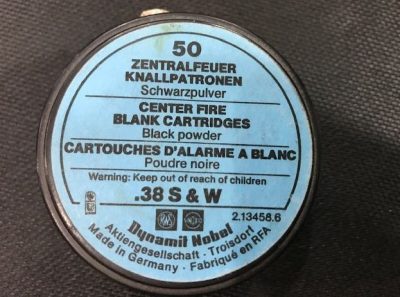 50
ZENTRALFEUER
KNALLPATRONEN
Schwarzpulver
CENTER FIRE
BLANK CARTRIDGES
Black powder
CARTOUCHES D'ALARME A BLANC
Poudre noire
Warning: Keep out of reach of children
.38 S & W
RWS
2.13458.6
Dynamit Nobel
Aktiengesellschaft · Troisdorf
Made in Germany · Fabriqué en RFA